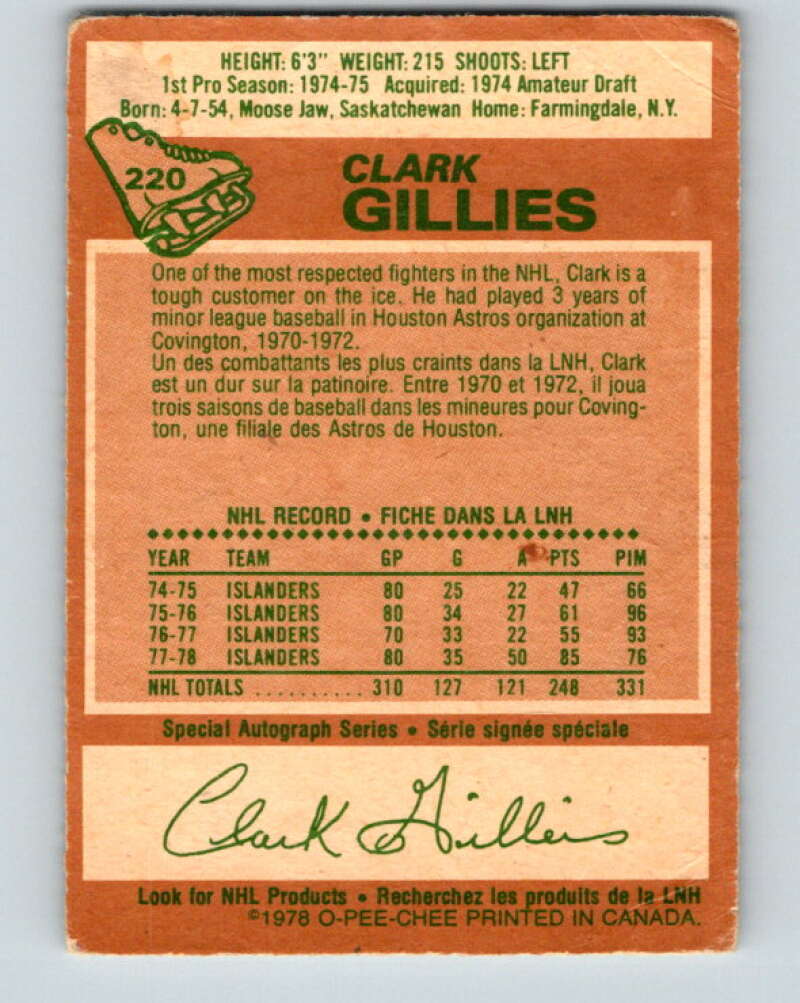 HEIGHT: 6'3" WEIGHT: 215 SHOOTS: LEFT
1st Pro Season: 1974-75 Acquired: 1974 Amateur Draft
Born: 4-7-54, Moose Jaw, Saskatchewan Home: Farmingdale, N.Y.
220
CLARK
GILLIES
One of the most respected fighters in the NHL, Clark is a
tough customer on the ice. He had played 3 years of
minor league baseball in Houston Astros organization at
Covington, 1970-1972.
Un des combattants les plus craints dans la LNH, Clark
est un dur sur la patinoire. Entre 1970 et 1972, il joua
trois saisons de baseball dans les mineures pour Coving-
ton, une filiale des Astros de Houston.
NHL RECORD • FICHE DANS LA LNH
YEAR TEAM GP G A PTS PIM
74-75 ISLANDERS 80 25 22 47 66
75-76 ISLANDERS 80 34 27 61 96
76-77 ISLANDERS 70 33 22 55 93
77-78 ISLANDERS 80 35 50 85 76
NHL TOTALS .......... 310 127 121 248 331
Special Autograph Series • Série signée spéciale
Clark Gillies
Look for NHL Products • Recherchez les produits de la LNH
©1978 O-PEE-CHEE PRINTED IN CANADA.